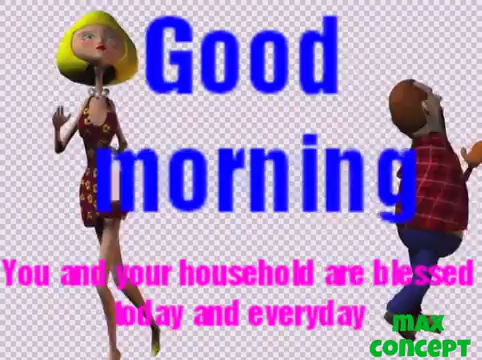 Good
morning
You and your household are blessed
today and everyday
max
concept